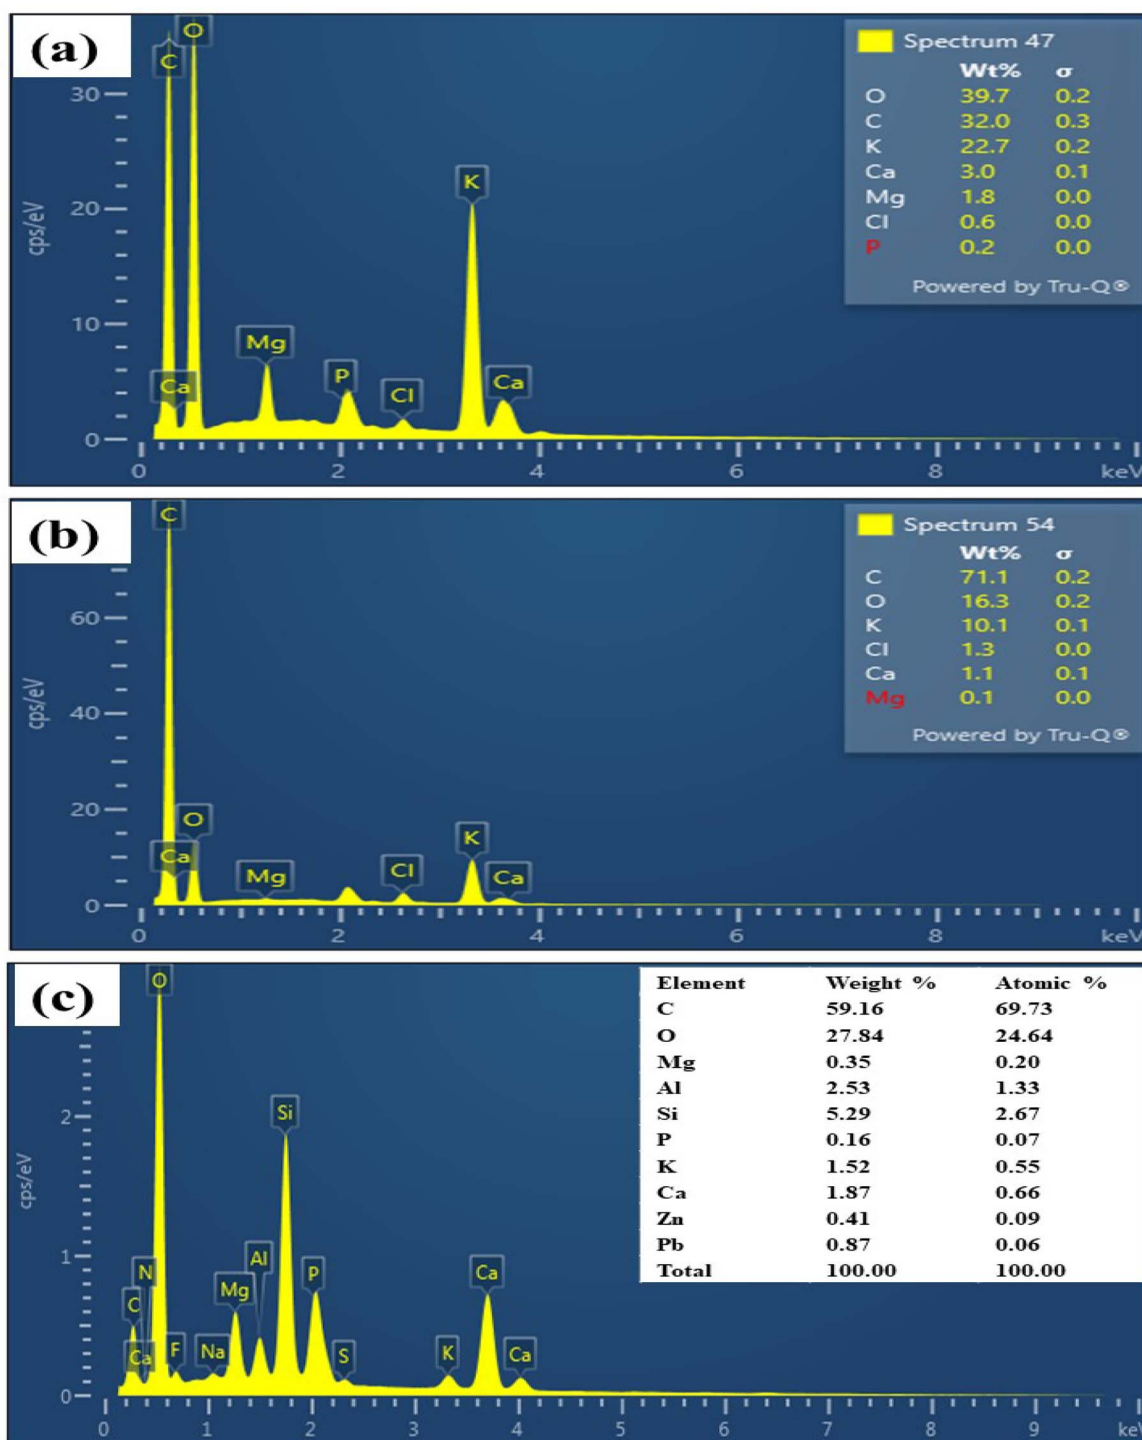 (a)
Spectrum 47
Wt% σ
O 39.7 0.2
C 32.0 0.3
K 22.7 0.2
Ca 3.0 0.1
Mg 1.8 0.0
Cl 0.6 0.0
P 0.2 0.0
Powered by Tru-Q®
C O
K
Mg
P
Cl
Ca
Ca
30
20
10
0
cps/eV
0 2 4 6 8 keV
(b)
Spectrum 54
Wt% σ
C 71.1 0.2
O 16.3 0.2
K 10.1 0.1
Cl 1.3 0.0
Ca 1.1 0.1
Mg 0.1 0.0
Powered by Tru-Q®
C
O
K
Ca Mg Cl Ca
60
40
20
0
cps/eV
0 2 4 6 8 keV
(c)
Element Weight % Atomic %
C 59.16 69.73
O 27.84 24.64
Mg 0.35 0.20
Al 2.53 1.33
Si 5.29 2.67
P 0.16 0.07
K 1.52 0.55
Ca 1.87 0.66
Zn 0.41 0.09
Pb 0.87 0.06
Total 100.00 100.00
O
Si
N Al P Ca
C Mg
Ca F Na S K Ca
2
1
0
cps/eV
0 1 2 3 4 5 6 7 8 9 keV